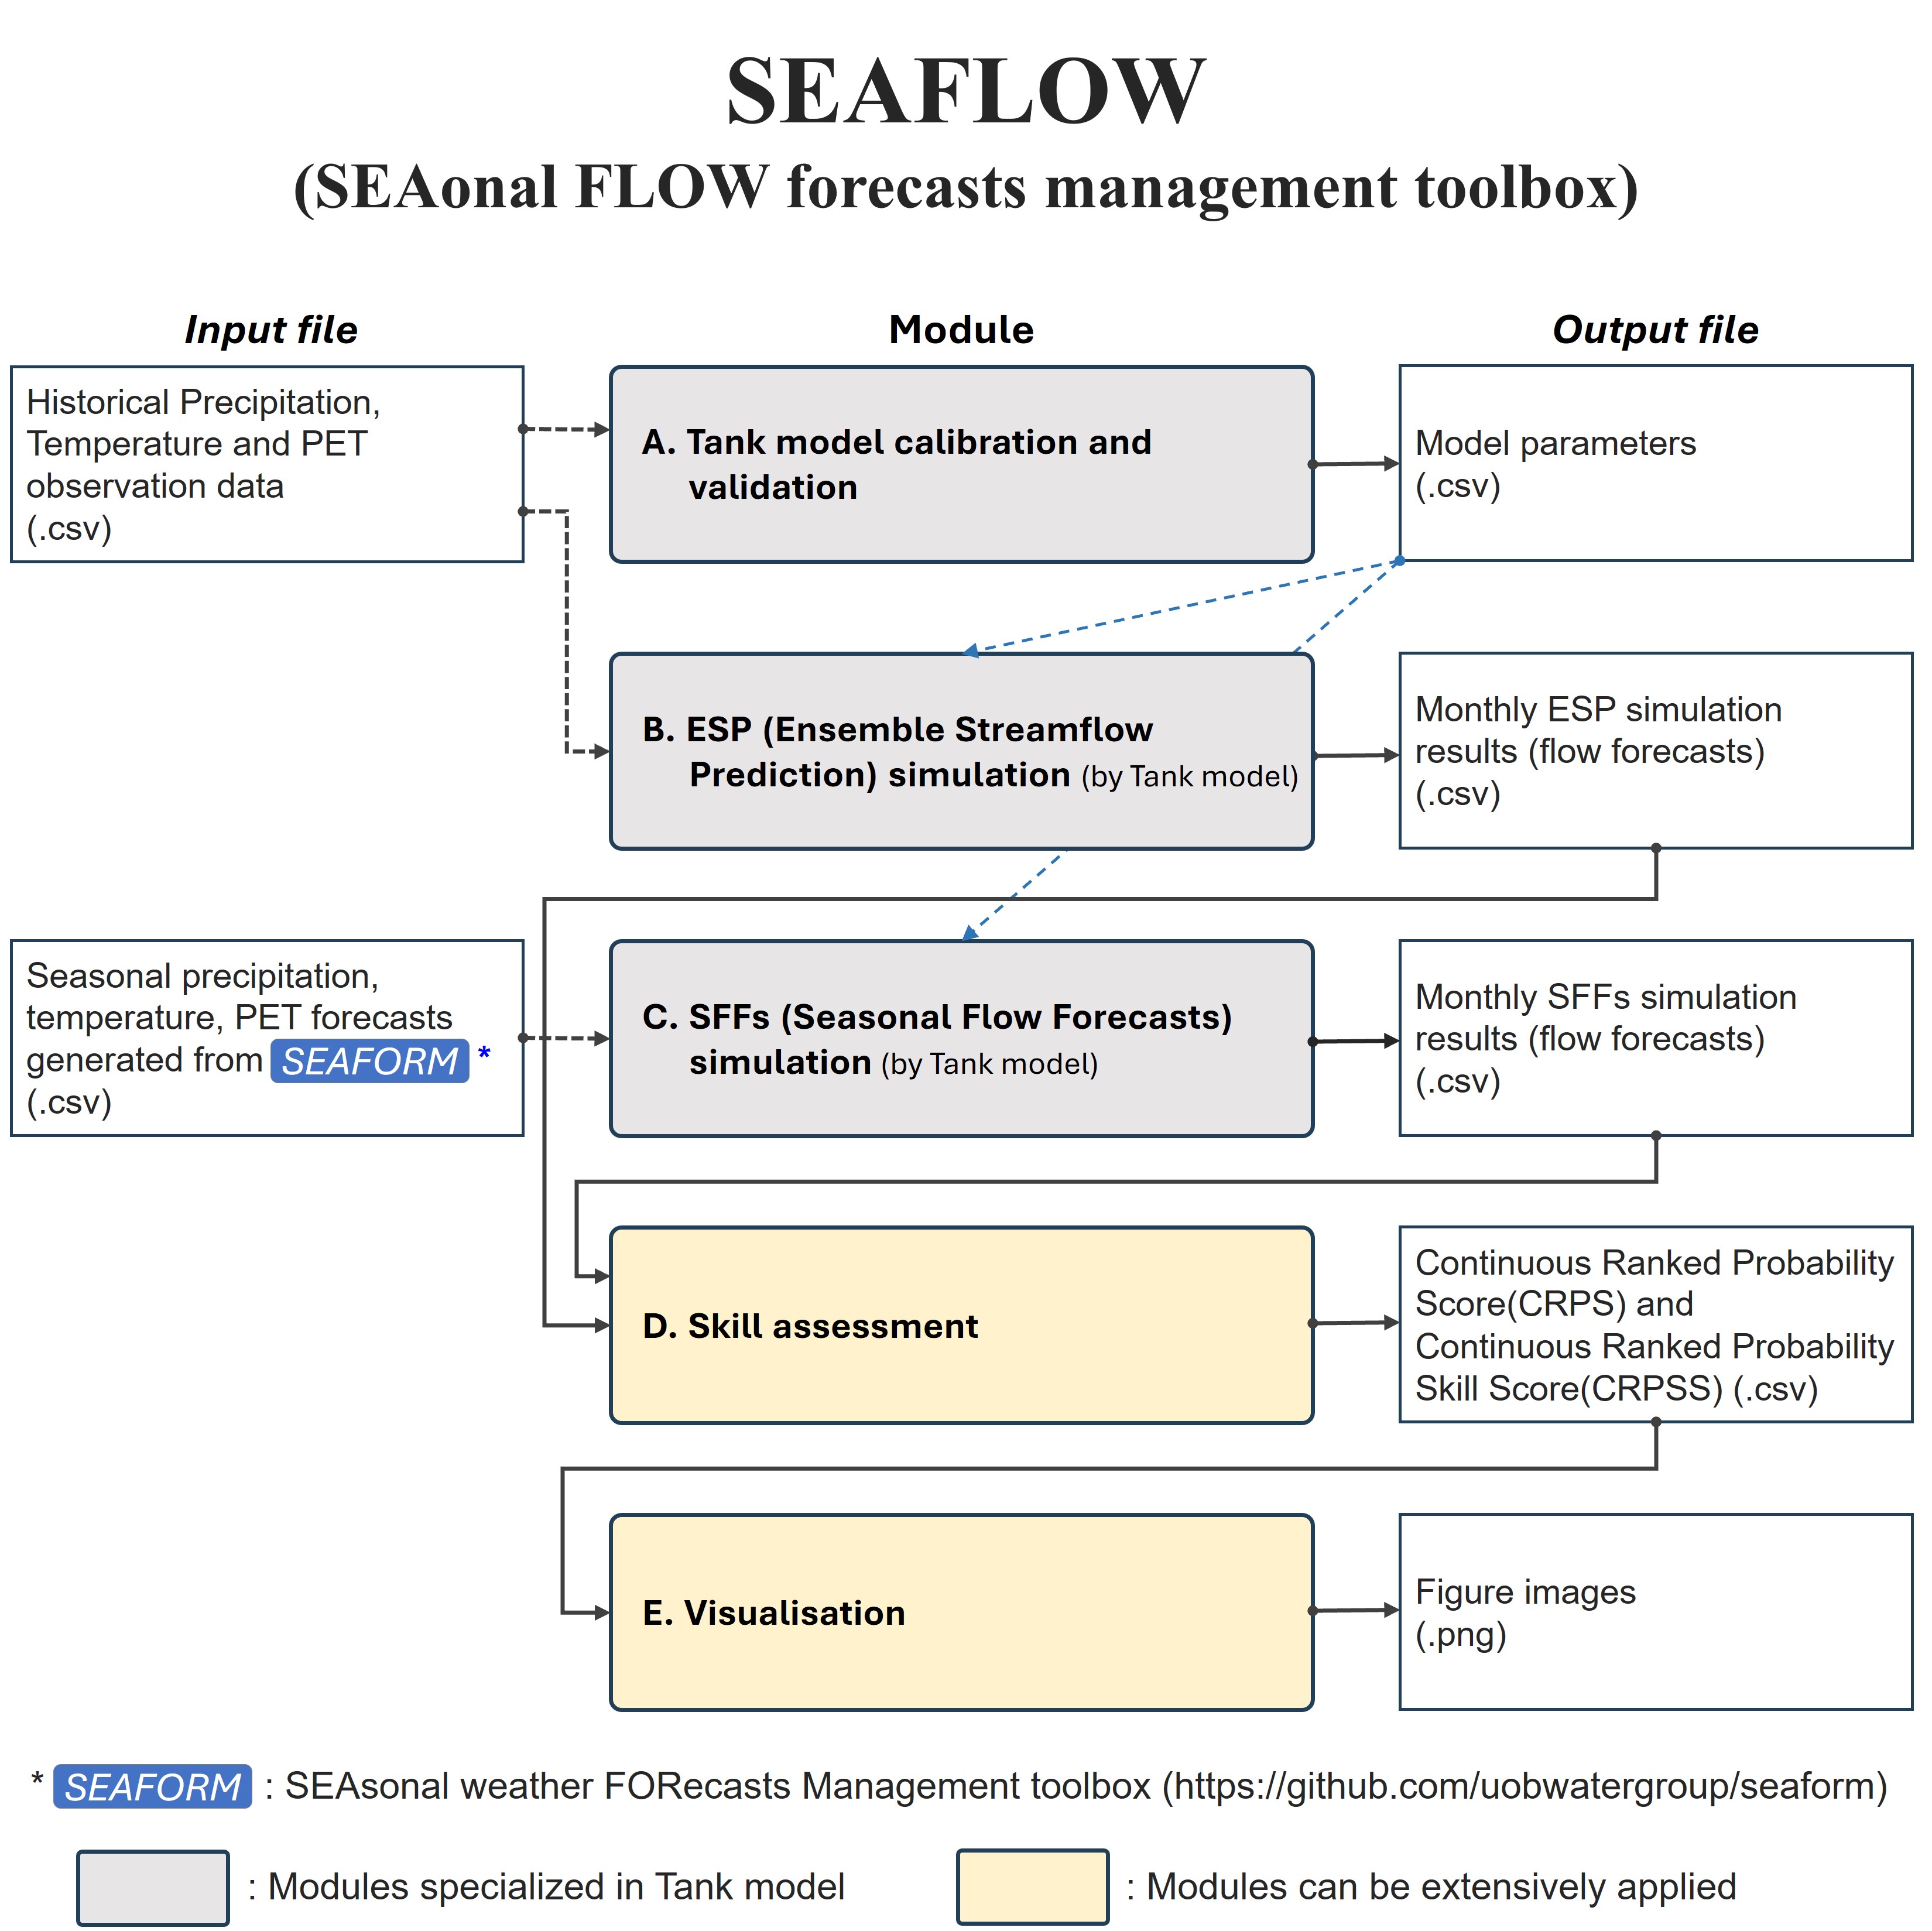 SEAFLOW
(SEAonal FLOW forecasts management toolbox)
Input file
Module
Output file
Historical Precipitation,
Temperature and PET
observation data
(.csv)
A. Tank model calibration and
validation
Model parameters
(.csv)
B. ESP (Ensemble Streamflow
Prediction) simulation (by Tank model)
Monthly ESP simulation
results (flow forecasts)
(.csv)
Seasonal precipitation,
temperature, PET forecasts
generated from SEAFORM *
(.csv)
C. SFFs (Seasonal Flow Forecasts)
simulation (by Tank model)
Monthly SFFs simulation
results (flow forecasts)
(.csv)
D. Skill assessment
Continuous Ranked Probability
Score(CRPS) and
Continuous Ranked Probability
Skill Score(CRPSS) (.csv)
E. Visualisation
Figure images
(.png)
* SEAFORM : SEAsonal weather FORecasts Management toolbox (https://github.com/uobwatergroup/seaform)
: Modules specialized in Tank model
: Modules can be extensively applied